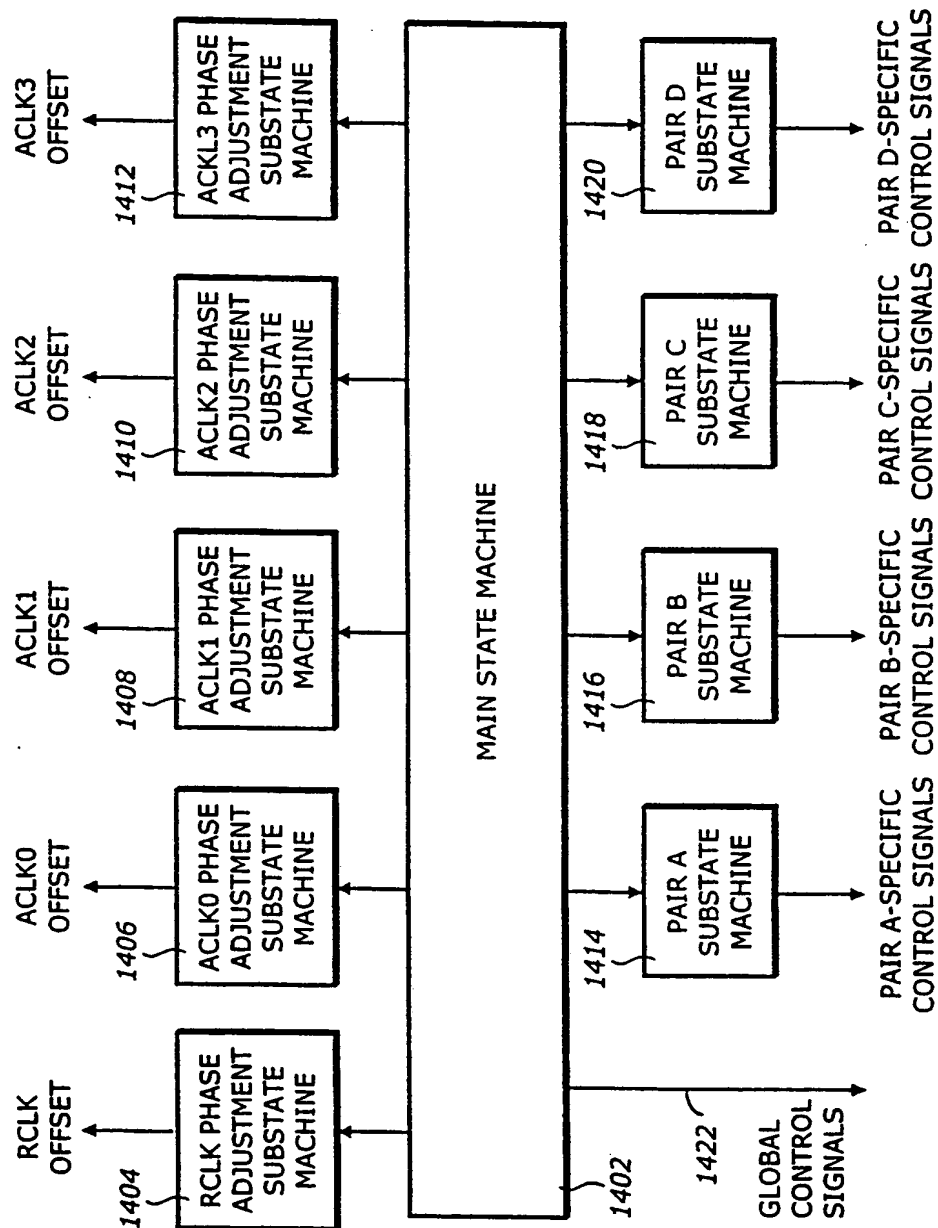 RCLK
OFFSET
ACLK0
OFFSET
ACLK1
OFFSET
ACLK2
OFFSET
ACLK3
OFFSET
1404
RCLK PHASE
ADJUSTMENT
SUBSTATE
MACHINE
1406
ACLK0 PHASE
ADJUSTMENT
SUBSTATE
MACHINE
1408
ACLK1 PHASE
ADJUSTMENT
SUBSTATE
MACHINE
1410
ACLK2 PHASE
ADJUSTMENT
SUBSTATE
MACHINE
1412
ACKL3 PHASE
ADJUSTMENT
SUBSTATE
MACHINE
MAIN STATE MACHINE
1402
1422
GLOBAL
CONTROL
SIGNALS
1414
PAIR A
SUBSTATE
MACHINE
1416
PAIR B
SUBSTATE
MACHINE
1418
PAIR C
SUBSTATE
MACHINE
1420
PAIR D
SUBSTATE
MACHINE
PAIR A-SPECIFIC
CONTROL SIGNALS
PAIR B-SPECIFIC
CONTROL SIGNALS
PAIR C-SPECIFIC
CONTROL SIGNALS
PAIR D-SPECIFIC
CONTROL SIGNALS